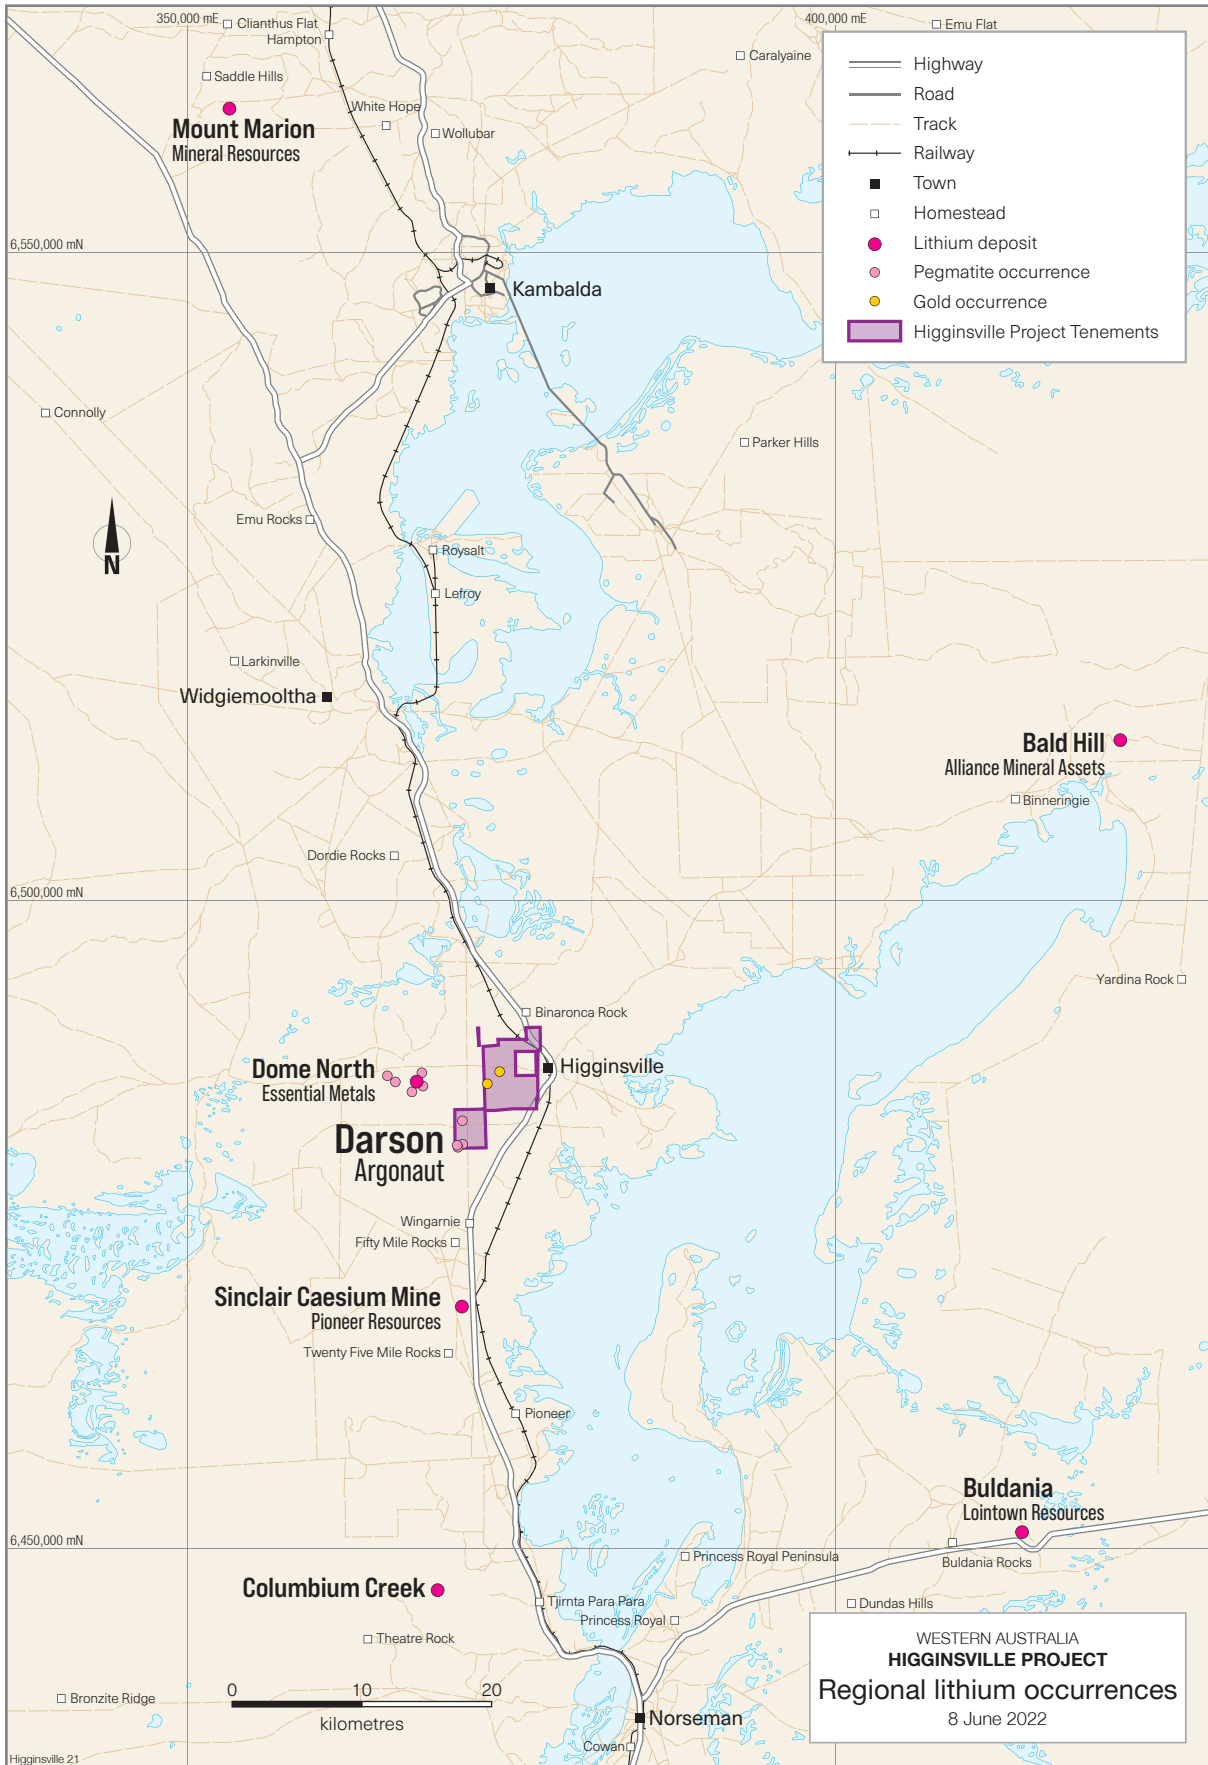 350,000 mE
400,000 mE
Clianthus Flat
Hampton
Emu Flat
Caralyaine
Saddle Hills
White Hope
Wollubar
Mount Marion
Mineral Resources
Highway
Road
Track
Railway
Town
Homestead
Lithium deposit
Pegmatite occurrence
Gold occurrence
Higginsville Project Tenements
6,550,000 mN
Kambalda
Connolly
Parker Hills
Emu Rocks
N
Roysalt
Lefroy
Larkinville
Widgiemooltha
Bald Hill
Alliance Mineral Assets
Binneringie
Dordie Rocks
6,500,000 mN
Yardina Rock
Binaronca Rock
Higginsville
Dome North
Essential Metals
Darson
Argonaut
Wingarnie
Fifty Mile Rocks
Sinclair Caesium Mine
Pioneer Resources
Twenty Five Mile Rocks
Pioneer
Buldania
Lointown Resources
6,450,000 mN
Princess Royal Peninsula
Buldania Rocks
Columbium Creek
Tjirnta Para Para
Princess Royal
Dundas Hills
Theatre Rock
Bronzite Ridge
0 10 20
kilometres
Norseman
Cowan
WESTERN AUSTRALIA
HIGGINSVILLE PROJECT
Regional lithium occurrences
8 June 2022
Higginsville 21